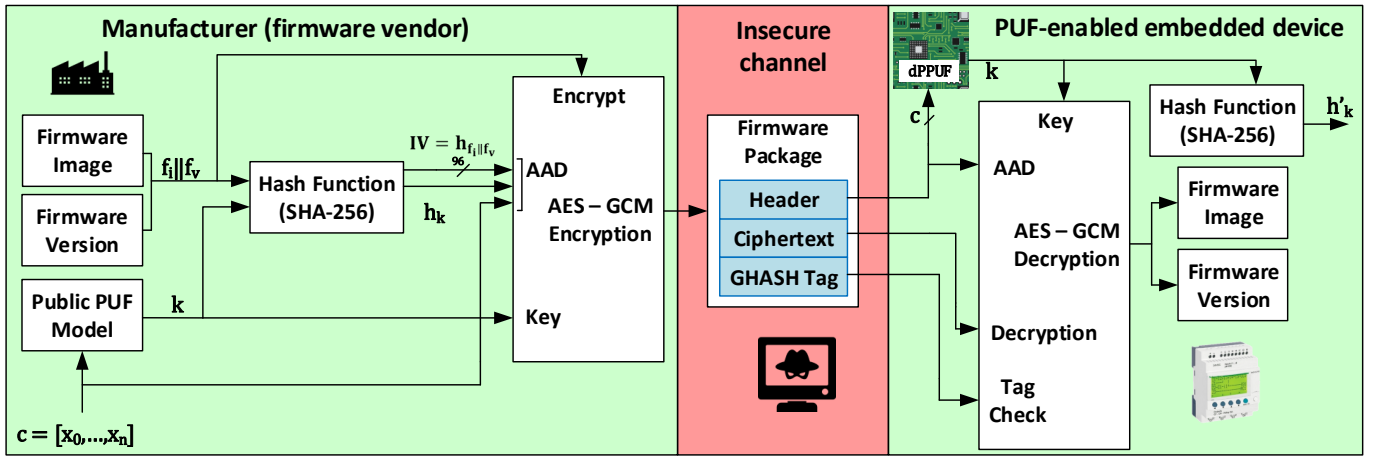 Manufacturer (firmware vendor)
Firmware
Image
Firmware
Version
Public PUF
Model
c = [x₀,...,xₙ]
fᵢ||fᵥ
k
Hash Function
(SHA-256)
IV = h_{fᵢ||fᵥ}
96
hₖ
Encrypt
AAD
AES – GCM
Encryption
Key
Insecure
channel
Firmware
Package
Header
Ciphertext
GHASH Tag
PUF-enabled embedded device
dPPUF
k
c
Key
AAD
AES – GCM
Decryption
Decryption
Tag
Check
Hash Function
(SHA-256)
h'ₖ
Firmware
Image
Firmware
Version